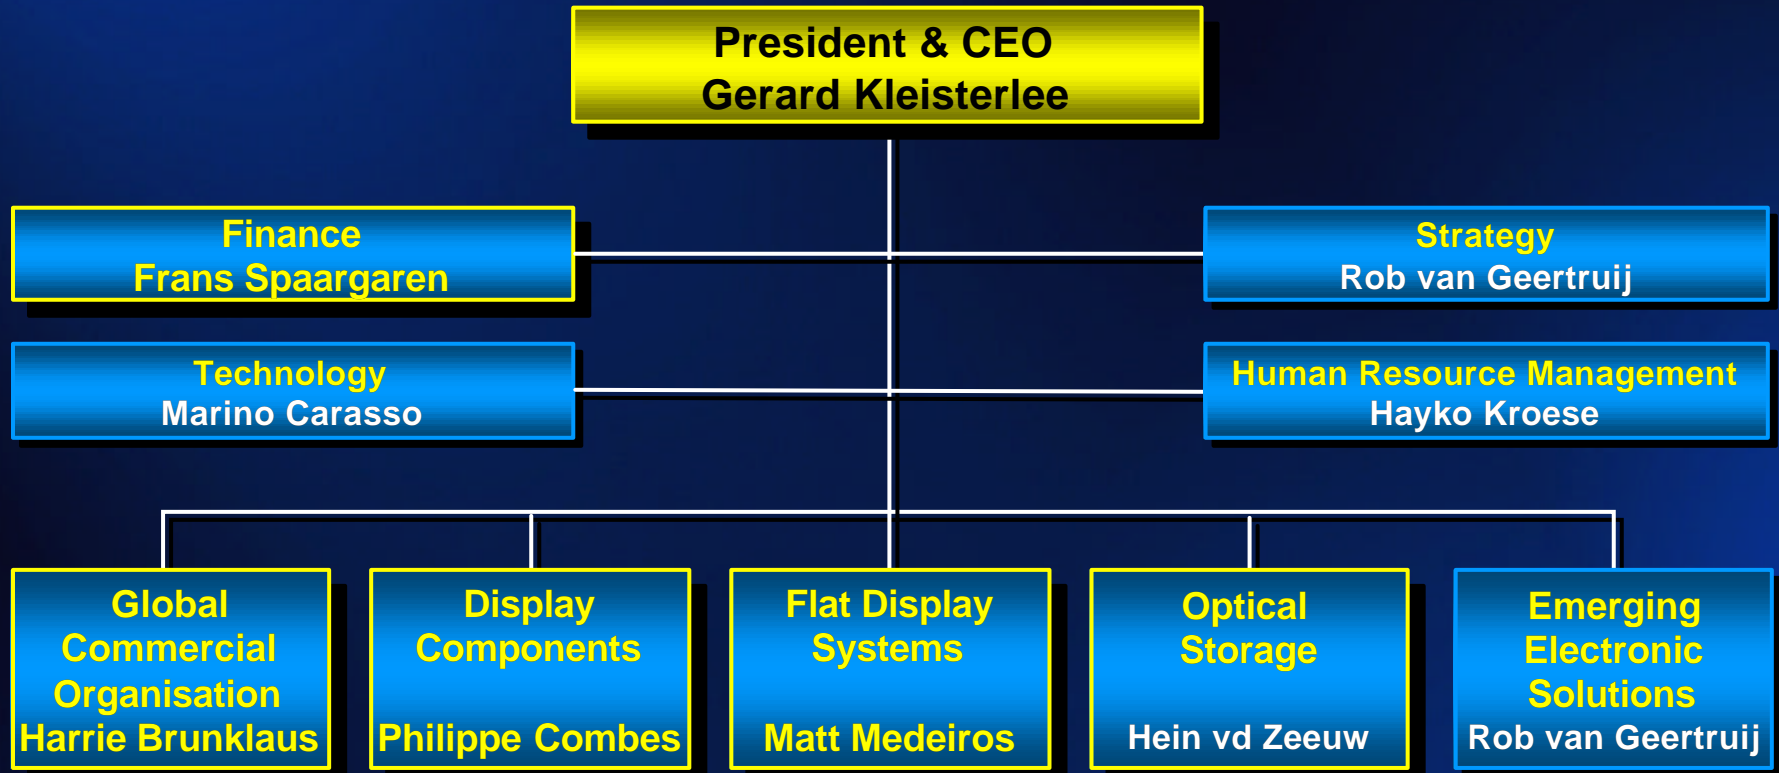 President & CEO
Gerard Kleisterlee
Finance
Frans Spaargaren
Strategy
Rob van Geertruij
Technology
Marino Carasso
Human Resource Management
Hayko Kroese
Global
Commercial
Organisation
Harrie Brunklaus
Display
Components
Philippe Combes
Flat Display
Systems
Matt Medeiros
Optical
Storage
Hein vd Zeeuw
Emerging
Electronic
Solutions
Rob van Geertruij